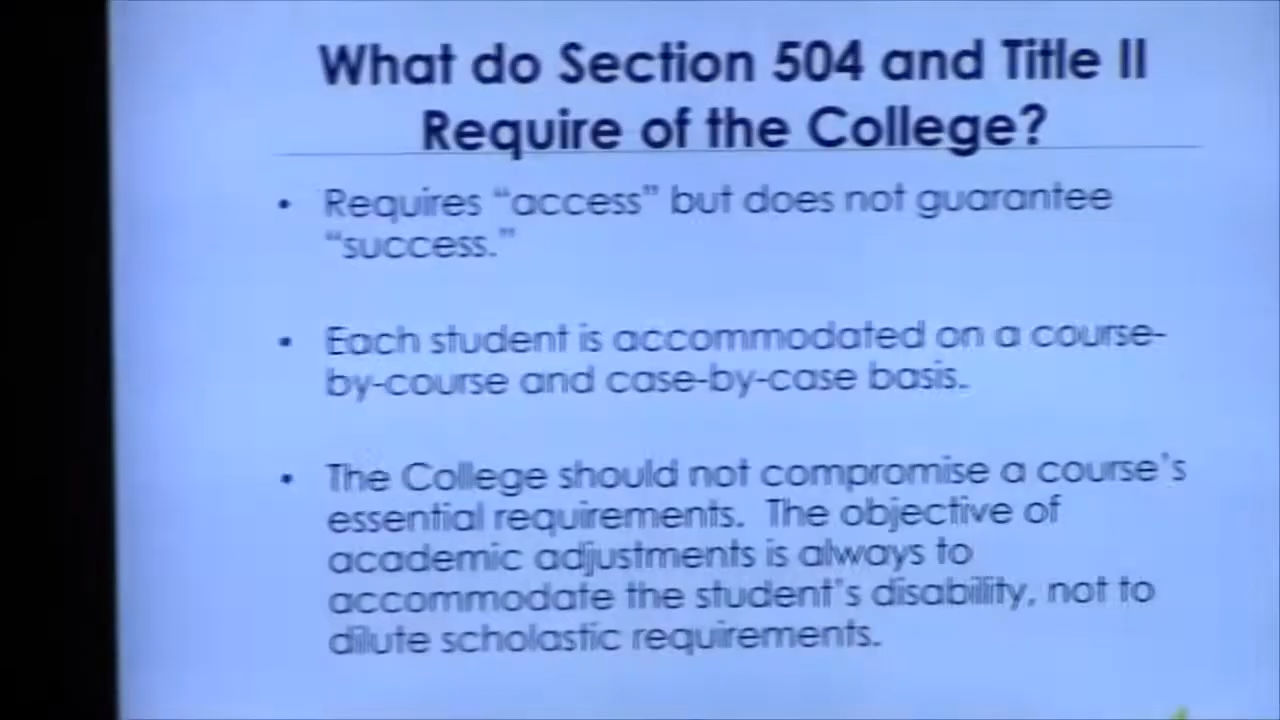 What do Section 504 and Title II
Require of the College?
• Requires “access” but does not guarantee
“success.”
• Each student is accommodated on a course-
by-course and case-by-case basis.
• The College should not compromise a course’s
essential requirements. The objective of
academic adjustments is always to
accommodate the student’s disability, not to
dilute scholastic requirements.